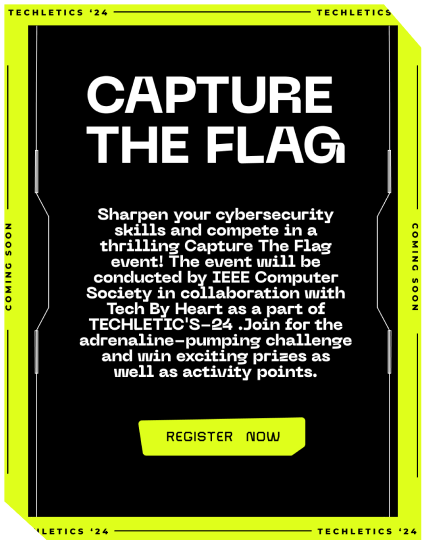 TECHLETICS '24
TECHLETICS
CAPTURE
THE FLAG
Sharpen your cybersecurity
skills and compete in a
thrilling Capture The Flag
event! The event will be
conducted by IEEE Computer
Society in collaboration with
Tech By Heart as a part of
TECHLETIC'S-24 .Join for the
adrenaline-pumping challenge
and win exciting prizes as
well as activity points.
REGISTER NOW
COMING SOON
COMING SOON
LETICS '24
TECHLETICS '24